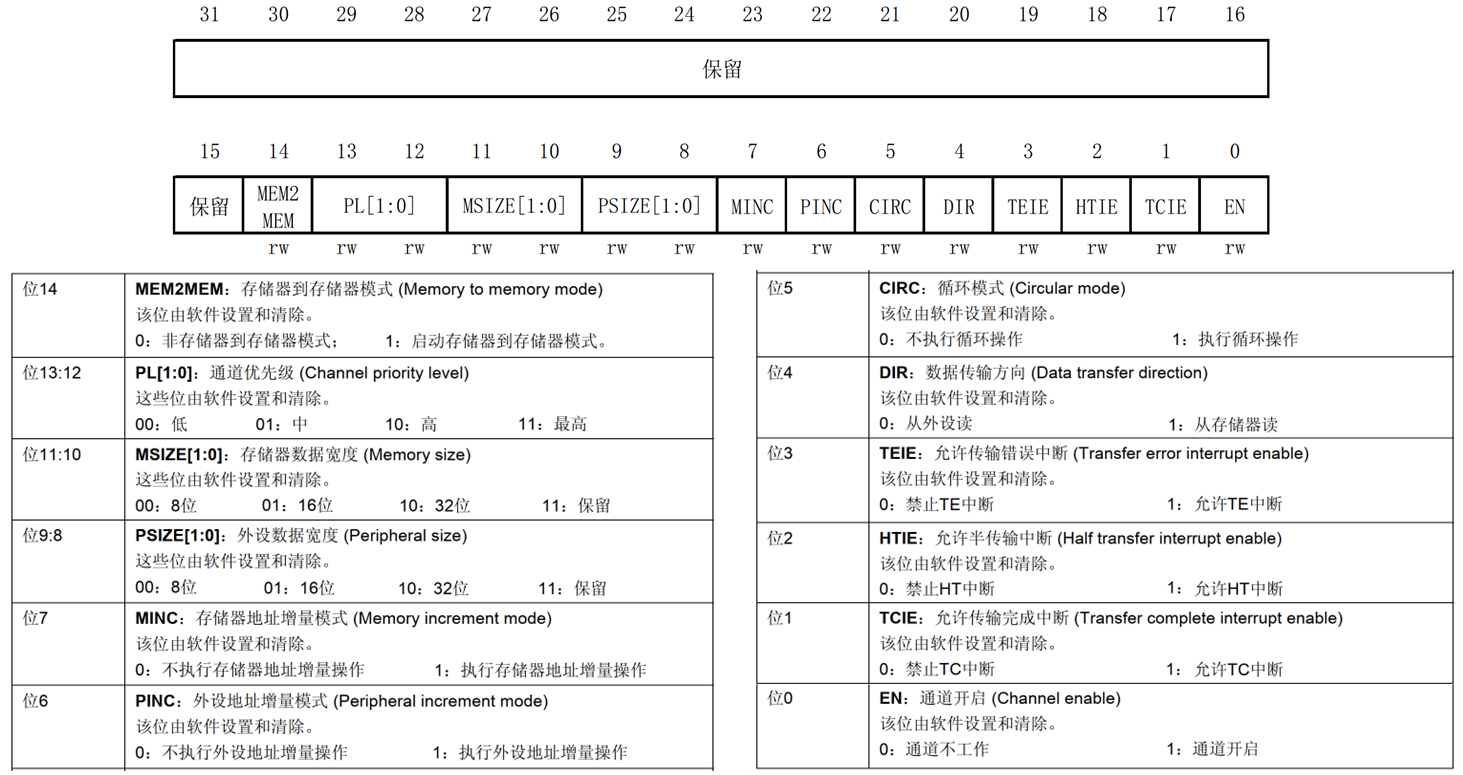 31 30 29 28 27 26 25 24 23 22 21 20 19 18 17 16
保留
15 14 13 12 11 10 9 8 7 6 5 4 3 2 1 0
保留 MEM2 MEM PL[1:0] MSIZE[1:0] PSIZE[1:0] MINC PINC CIRC DIR TEIE HTIE TCIE EN
rw rw rw rw rw rw rw rw rw rw rw rw rw rw rw
位14 MEM2MEM：存储器到存储器模式 (Memory to memory mode)
该位由软件设置和清除。
0：非存储器到存储器模式； 1：启动存储器到存储器模式。
位13:12 PL[1:0]：通道优先级 (Channel priority level)
这些位由软件设置和清除。
00：低 01：中 10：高 11：最高
位11:10 MSIZE[1:0]：存储器数据宽度 (Memory size)
这些位由软件设置和清除。
00：8位 01：16位 10：32位 11：保留
位9:8 PSIZE[1:0]：外设数据宽度 (Peripheral size)
这些位由软件设置和清除。
00：8位 01：16位 10：32位 11：保留
位7 MINC：存储器地址增量模式 (Memory increment mode)
该位由软件设置和清除。
0：不执行存储器地址增量操作 1：执行存储器地址增量操作
位6 PINC：外设地址增量模式 (Peripheral increment mode)
该位由软件设置和清除。
0：不执行外设地址增量操作 1：执行外设地址增量操作
位5 CIRC：循环模式 (Circular mode)
该位由软件设置和清除。
0：不执行循环操作 1：执行循环操作
位4 DIR：数据传输方向 (Data transfer direction)
该位由软件设置和清除。
0：从外设读 1：从存储器读
位3 TEIE：允许传输错误中断 (Transfer error interrupt enable)
该位由软件设置和清除。
0：禁止TE中断 1：允许TE中断
位2 HTIE：允许半传输中断 (Half transfer interrupt enable)
该位由软件设置和清除。
0：禁止HT中断 1：允许HT中断
位1 TCIE：允许传输完成中断 (Transfer complete interrupt enable)
该位由软件设置和清除。
0：禁止TC中断 1：允许TC中断
位0 EN：通道开启 (Channel enable)
该位由软件设置和清除。
0：通道不工作 1：通道开启